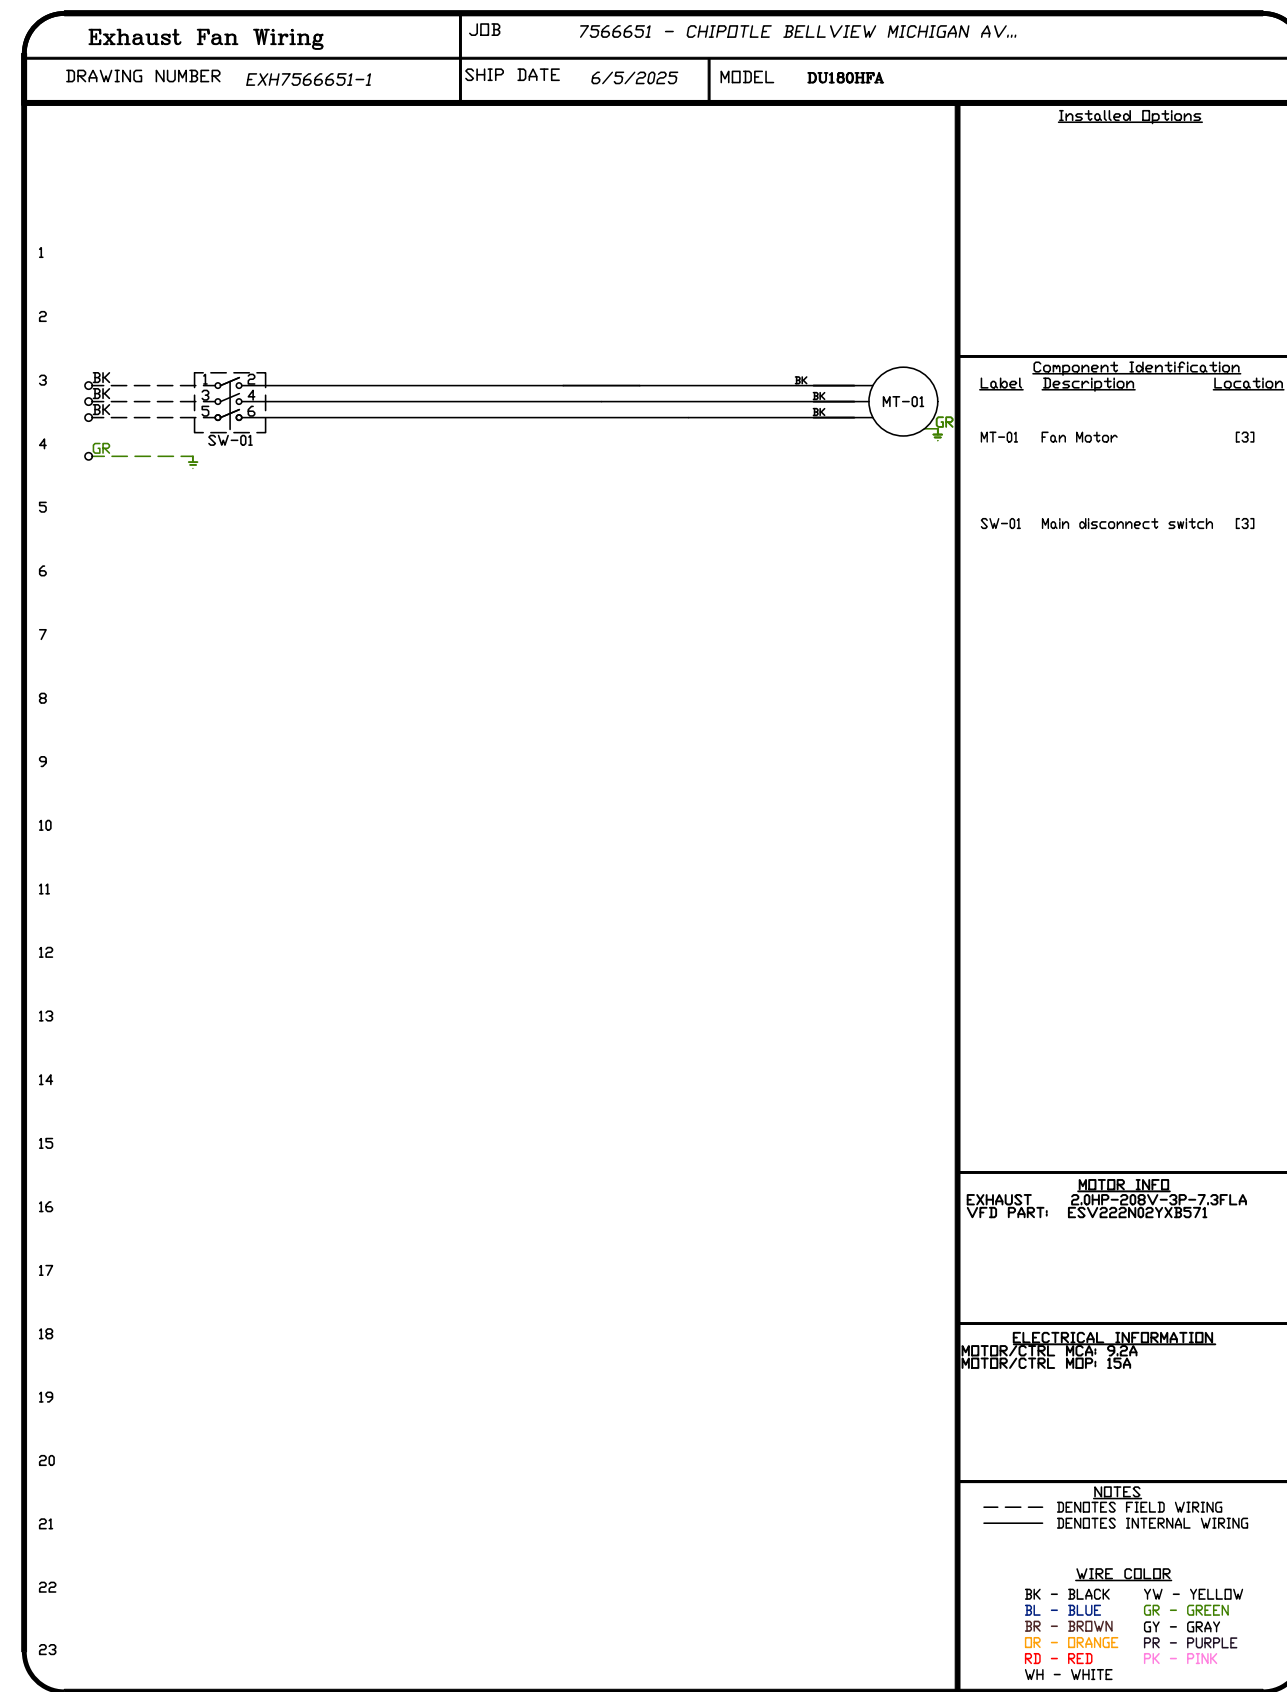 Exhaust Fan Wiring
JOB 7566651 - CHIPOTLE BELLVIEW MICHIGAN AV...
DRAWING NUMBER EXH7566651-1
SHIP DATE 6/5/2025
MODEL DU180HFA
Installed Options
1
2
3
BK
BK
BK
1 2
3 4
5 6
SW-01
BK
BK
BK
MT-01
GR
4
GR
5
6
7
8
9
10
11
12
13
14
15
16
17
18
19
20
21
22
23
Component Identification
Label Description Location
MT-01 Fan Motor [3]
SW-01 Main disconnect switch [3]
MOTOR INFO
EXHAUST 2.0HP-208V-3P-7.3FLA
VFD PART: ESV222N02YXB571
ELECTRICAL INFORMATION
MOTOR/CTRL MCA: 9.2A
MOTOR/CTRL MOP: 15A
NOTES
DENOTES FIELD WIRING
DENOTES INTERNAL WIRING
WIRE COLOR
BK - BLACK YW - YELLOW
BL - BLUE GR - GREEN
BR - BROWN GY - GRAY
OR - ORANGE PR - PURPLE
RD - RED PK - PINK
WH - WHITE